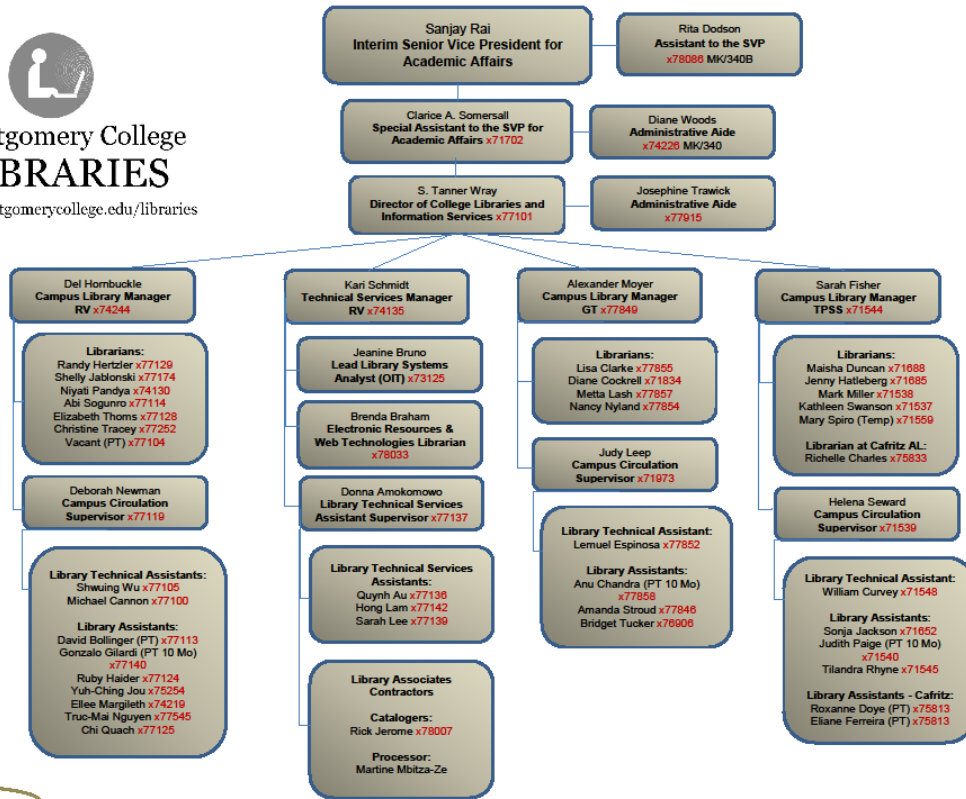 Sanjay Rai
Interim Senior Vice President for
Academic Affairs
Rita Dodson
Assistant to the SVP
x78086 MK/340B
tgomery College
BRARIES
tgomerycollege.edu/libraries
Clarice A. Somersall
Special Assistant to the SVP for
Academic Affairs x71702
Diane Woods
Administrative Aide
x74226 MK/340
S. Tanner Wray
Director of College Libraries and
Information Services x77101
Josephine Trawick
Administrative Aide
x77915
Del Hornbuckle
Campus Library Manager
RV x74244
Librarians:
Randy Hertzler x77129
Shelly Jablonski x77174
Niyati Pandya x74130
Abi Sogunro x77114
Elizabeth Thoms x77128
Christine Tracey x77252
Vacant (PT) x77104
Deborah Newman
Campus Circulation
Supervisor x77119
Library Technical Assistants:
Shwuing Wu x77105
Michael Cannon x77100
Library Assistants:
David Bollinger (PT) x77113
Gonzalo Gilardi (PT 10 Mo)
x77140
Ruby Haider x77124
Yuh-Ching Jou x75254
Ellee Margileth x74219
Truc-Mai Nguyen x77545
Chi Quach x77125
Kari Schmidt
Technical Services Manager
RV x74135
Jeanine Bruno
Lead Library Systems
Analyst (OIT) x73125
Brenda Braham
Electronic Resources &
Web Technologies Librarian
x78033
Donna Amokomowo
Library Technical Services
Assistant Supervisor x77137
Library Technical Services
Assistants:
Quynh Au x77136
Hong Lam x77142
Sarah Lee x77139
Library Associates
Contractors
Catalogers:
Rick Jerome x78007
Processor:
Martine Mbitza-Ze
Alexander Moyer
Campus Library Manager
GT x77849
Librarians:
Lisa Clarke x77855
Diane Cockrell x71834
Metta Lash x77857
Nancy Nyland x77854
Judy Leep
Campus Circulation
Supervisor x71973
Library Technical Assistant:
Lemuel Espinosa x77852
Library Assistants:
Anu Chandra (PT 10 Mo)
x77858
Amanda Stroud x77846
Bridget Tucker x76906
Sarah Fisher
Campus Library Manager
TPSS x71544
Librarians:
Maisha Duncan x71688
Jenny Hatleberg x71685
Mark Miller x71538
Kathleen Swanson x71537
Mary Spiro (Temp) x71559
Librarian at Cafritz AL:
Richelle Charles x75833
Helena Seward
Campus Circulation
Supervisor x71539
Library Technical Assistant:
William Curvey x71548
Library Assistants:
Sonja Jackson x71652
Judith Paige (PT 10 Mo)
x71540
Tilandra Rhyne x71545
Library Assistants - Cafritz:
Roxanne Doye (PT) x75813
Eliane Ferreira (PT) x75813